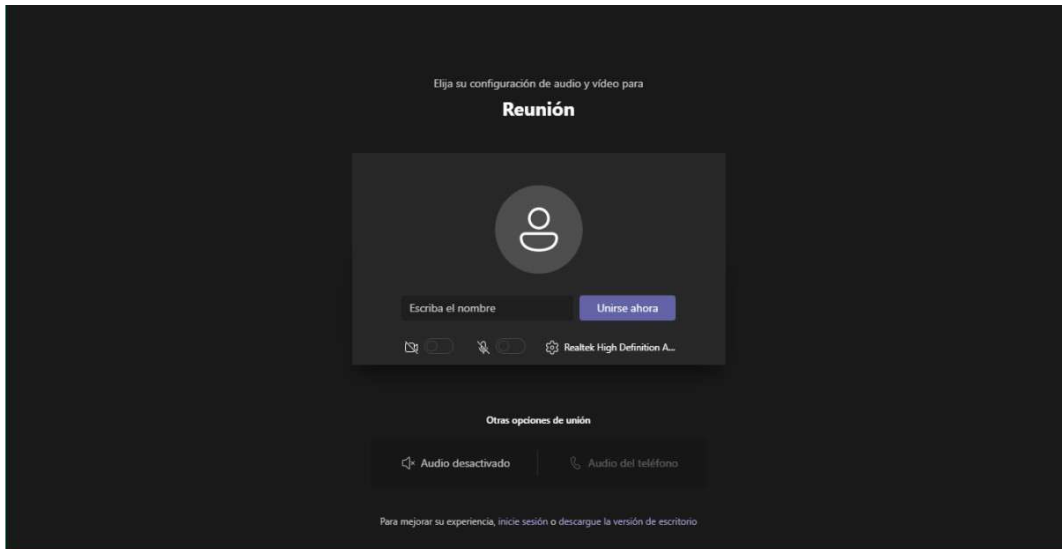 Elija su configuración de audio y vídeo para
Reunión
Escriba el nombre
Unirse ahora
Realtek High Definition A...
Otras opciones de unión
Audio desactivado
Audio del teléfono
Para mejorar su experiencia, inicie sesión o descargue la versión de escritorio